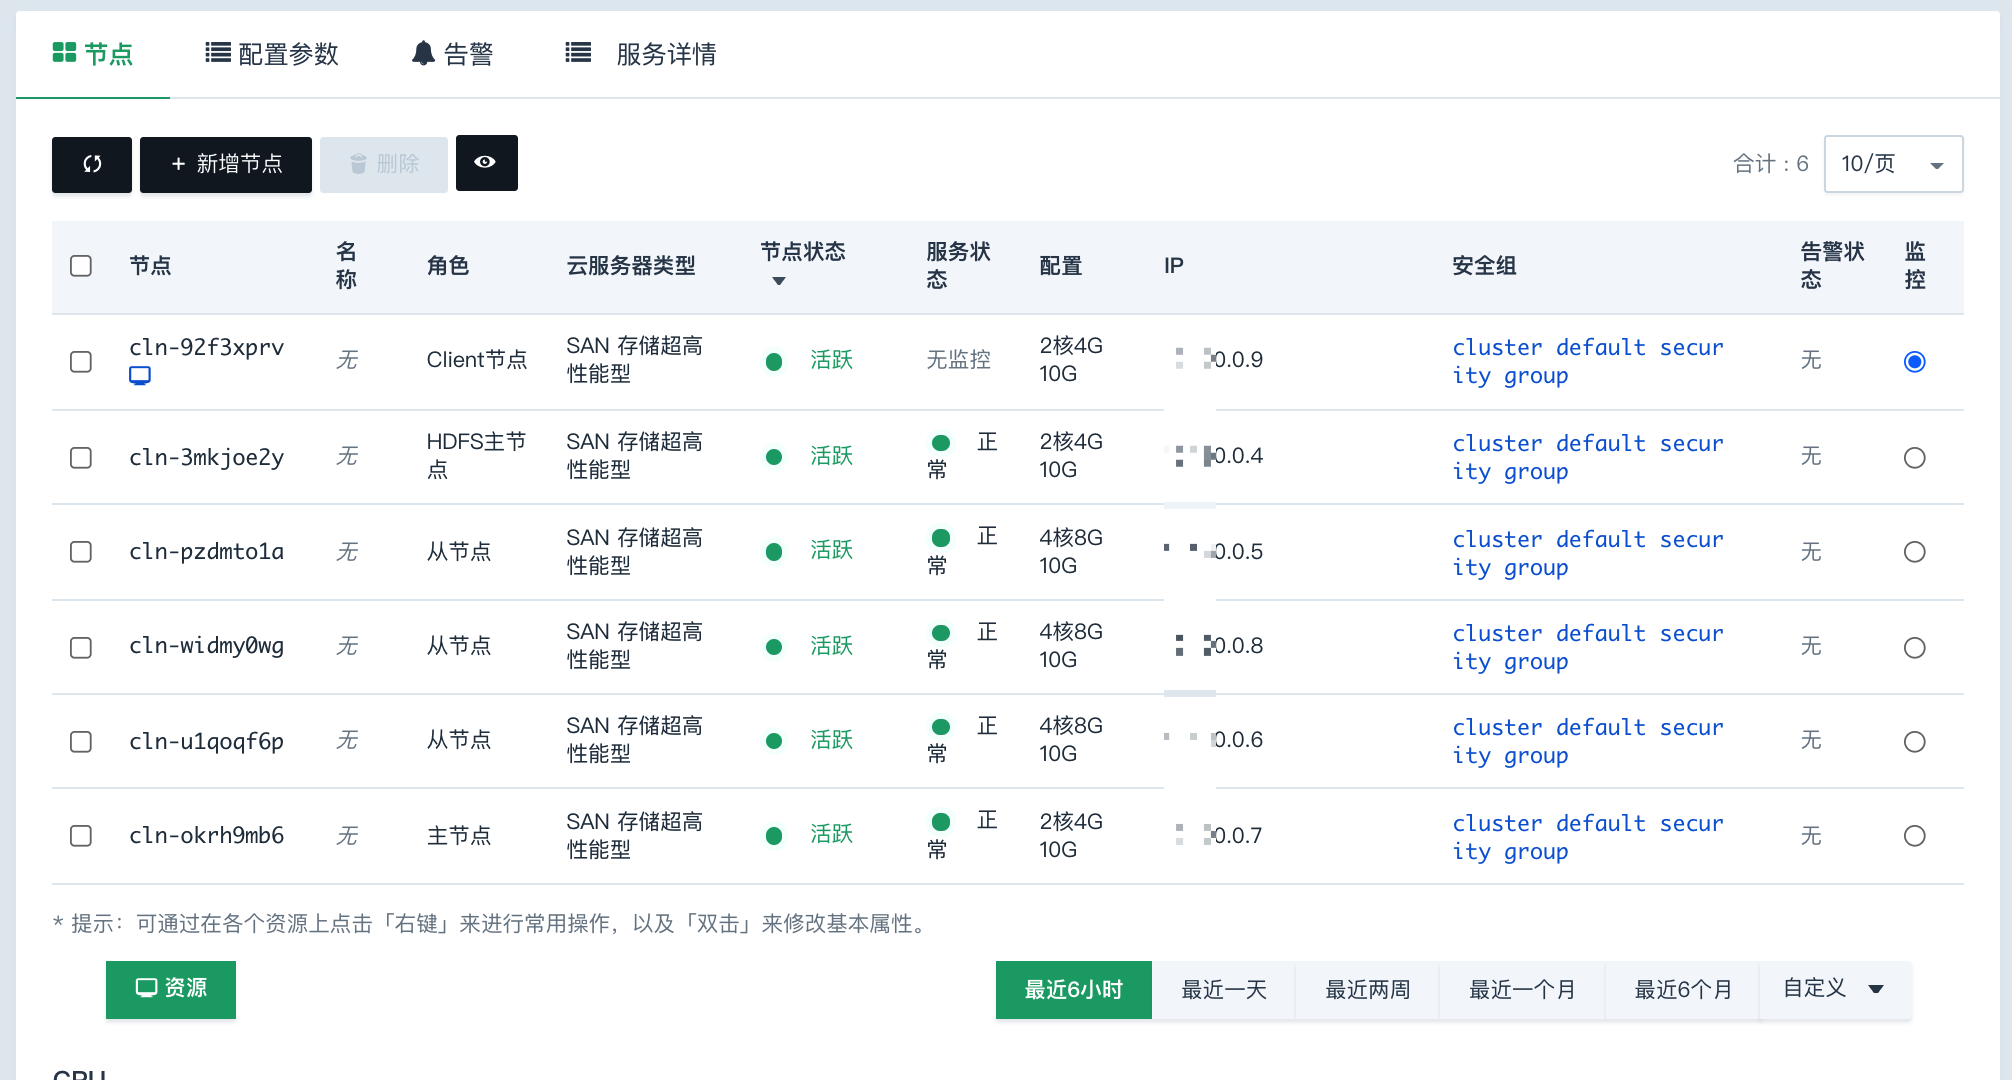 节点 配置参数 告警 服务详情
+ 新增节点 删除 合计：6 10/页
节点 名称 角色 云服务器类型 节点状态 服务状态 配置 IP 安全组 告警状态 监控
cln-92f3xprv 无 Client节点 SAN 存储超高性能型 活跃 无监控 2核4G 10G 0.0.9 cluster default security group 无
cln-3mkjoe2y 无 HDFS主节点 SAN 存储超高性能型 活跃 正常 2核4G 10G 0.0.4 cluster default security group 无
cln-pzdmto1a 无 从节点 SAN 存储超高性能型 活跃 正常 4核8G 10G 0.0.5 cluster default security group 无
cln-widmy0wg 无 从节点 SAN 存储超高性能型 活跃 正常 4核8G 10G 0.0.8 cluster default security group 无
cln-u1qoqf6p 无 从节点 SAN 存储超高性能型 活跃 正常 4核8G 10G 0.0.6 cluster default security group 无
cln-okrh9mb6 无 主节点 SAN 存储超高性能型 活跃 正常 2核4G 10G 0.0.7 cluster default security group 无
* 提示：可通过在各个资源上点击「右键」来进行常用操作，以及「双击」来修改基本属性。
资源 最近6小时 最近一天 最近两周 最近一个月 最近6个月 自定义
CPU